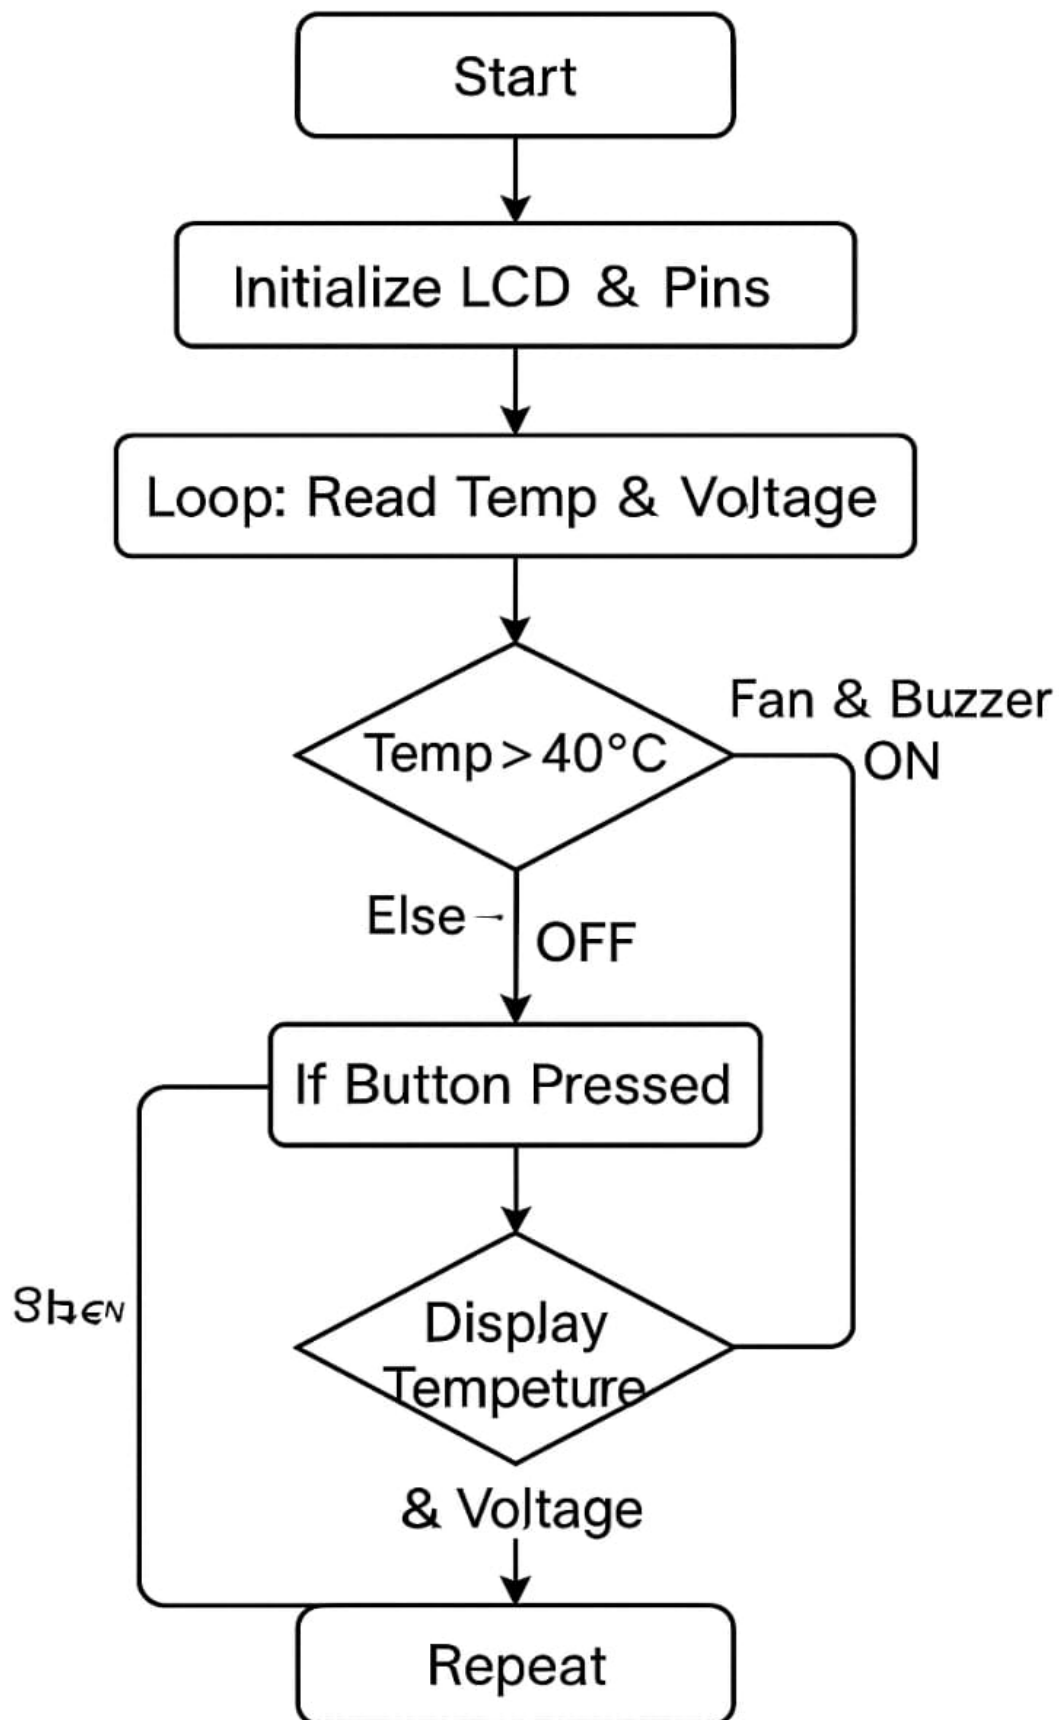 Start
Initialize LCD & Pins
Loop: Read Temp & Voltage
Temp > 40°C
Fan & Buzzer
ON
Else
OFF
If Button Pressed
Display
Tempeture
& Voltage
Repeat